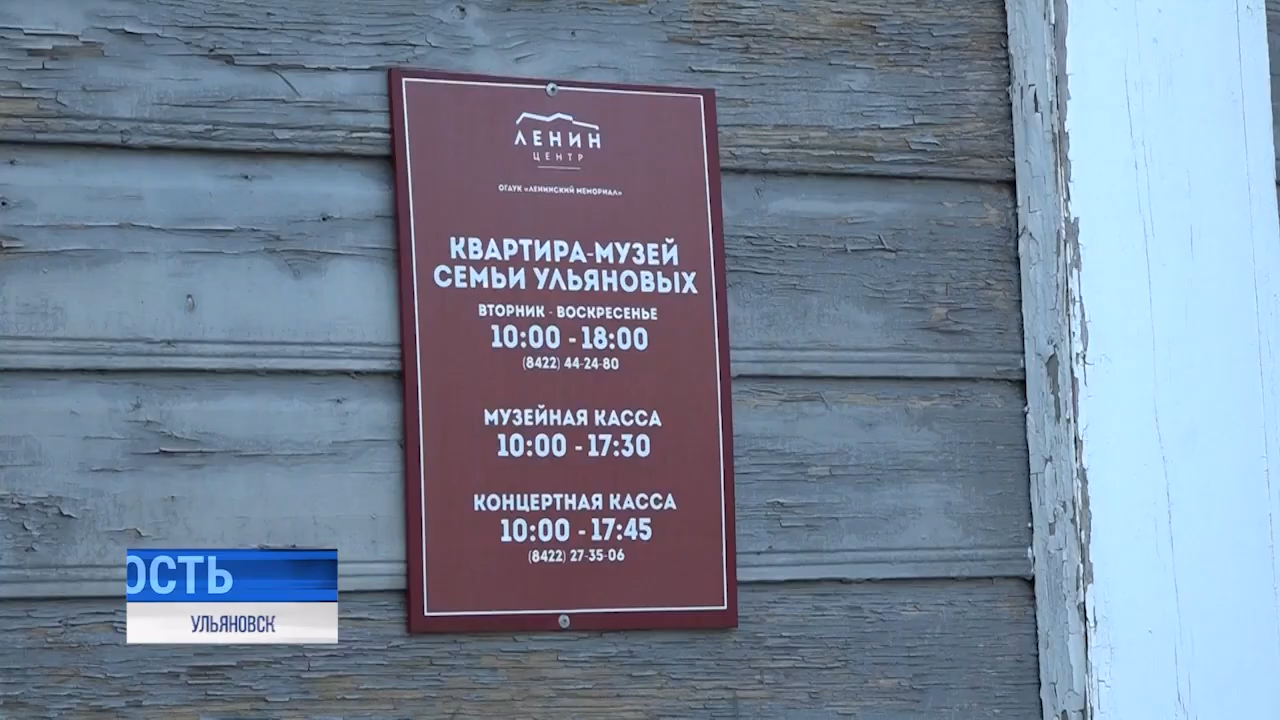 ЛЕНИН
ЦЕНТР
ОГАУК «ЛЕНИНСКИЙ МЕМОРИАЛ»
КВАРТИРА-МУЗЕЙ
СЕМЬИ УЛЬЯНОВЫХ
ВТОРНИК - ВОСКРЕСЕНЬЕ
10:00 - 18:00
(8422) 44-24-80
МУЗЕЙНАЯ КАССА
10:00 - 17:30
КОНЦЕРТНАЯ КАССА
10:00 - 17:45
(8422) 27-35-06
ОСТЬ
УЛЬЯНОВСК